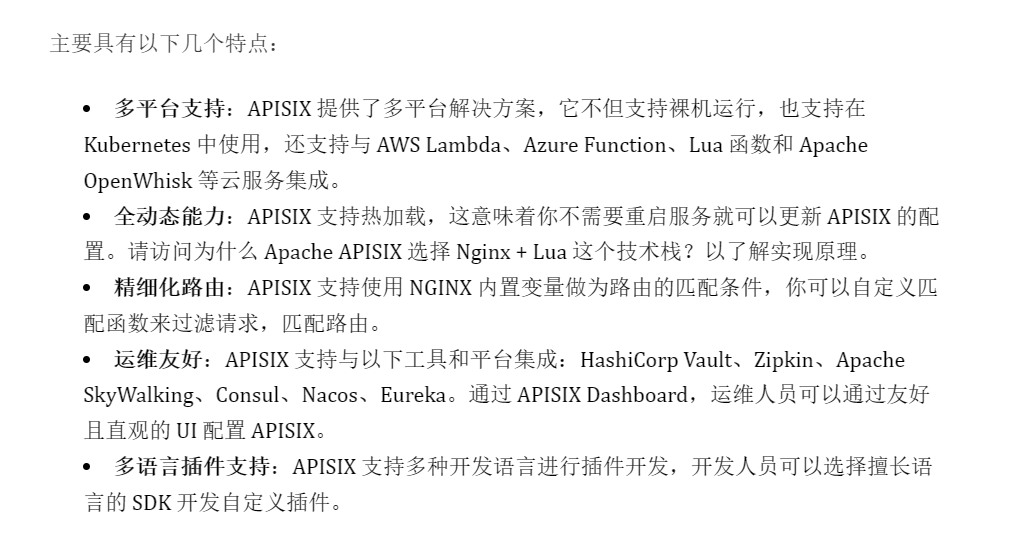 主要具有以下几个特点：
• 多平台支持：APISIX 提供了多平台解决方案，它不但支持裸机运行，也支持在
Kubernetes 中使用，还支持与 AWS Lambda、Azure Function、Lua 函数和 Apache
OpenWhisk 等云服务集成。
• 全动态能力：APISIX 支持热加载，这意味着你不需要重启服务就可以更新 APISIX 的配
置。请访问为什么 Apache APISIX 选择 Nginx + Lua 这个技术栈？以了解实现原理。
• 精细化路由：APISIX 支持使用 NGINX 内置变量做为路由的匹配条件，你可以自定义匹
配函数来过滤请求，匹配路由。
• 运维友好：APISIX 支持与以下工具和平台集成：HashiCorp Vault、Zipkin、Apache
SkyWalking、Consul、Nacos、Eureka。通过 APISIX Dashboard，运维人员可以通过友好
且直观的 UI 配置 APISIX。
• 多语言插件支持：APISIX 支持多种开发语言进行插件开发，开发人员可以选择擅长语
言的 SDK 开发自定义插件。